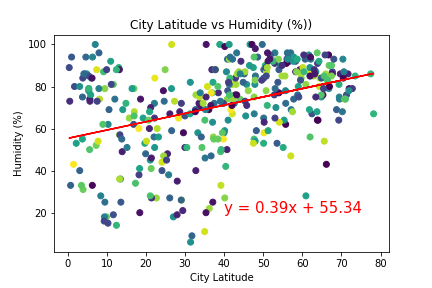 City Latitude vs Humidity (%))
100
80
60
40
20
Humidity (%)
y = 0.39x + 55.34
0 10 20 30 40 50 60 70 80
City Latitude